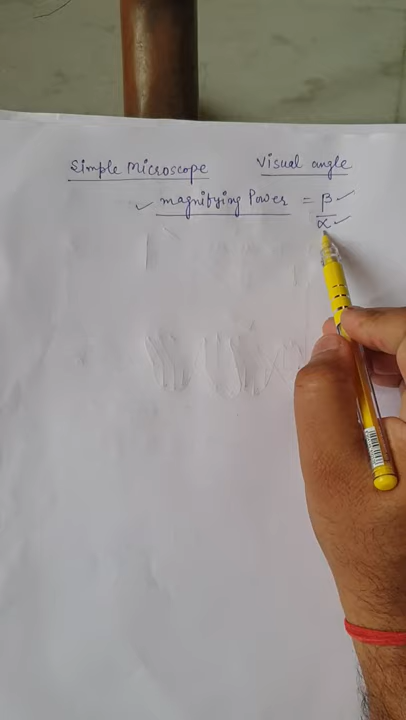 Simple Microscope    Visual angle
✓ magnifying Power = β ✓
α ✓